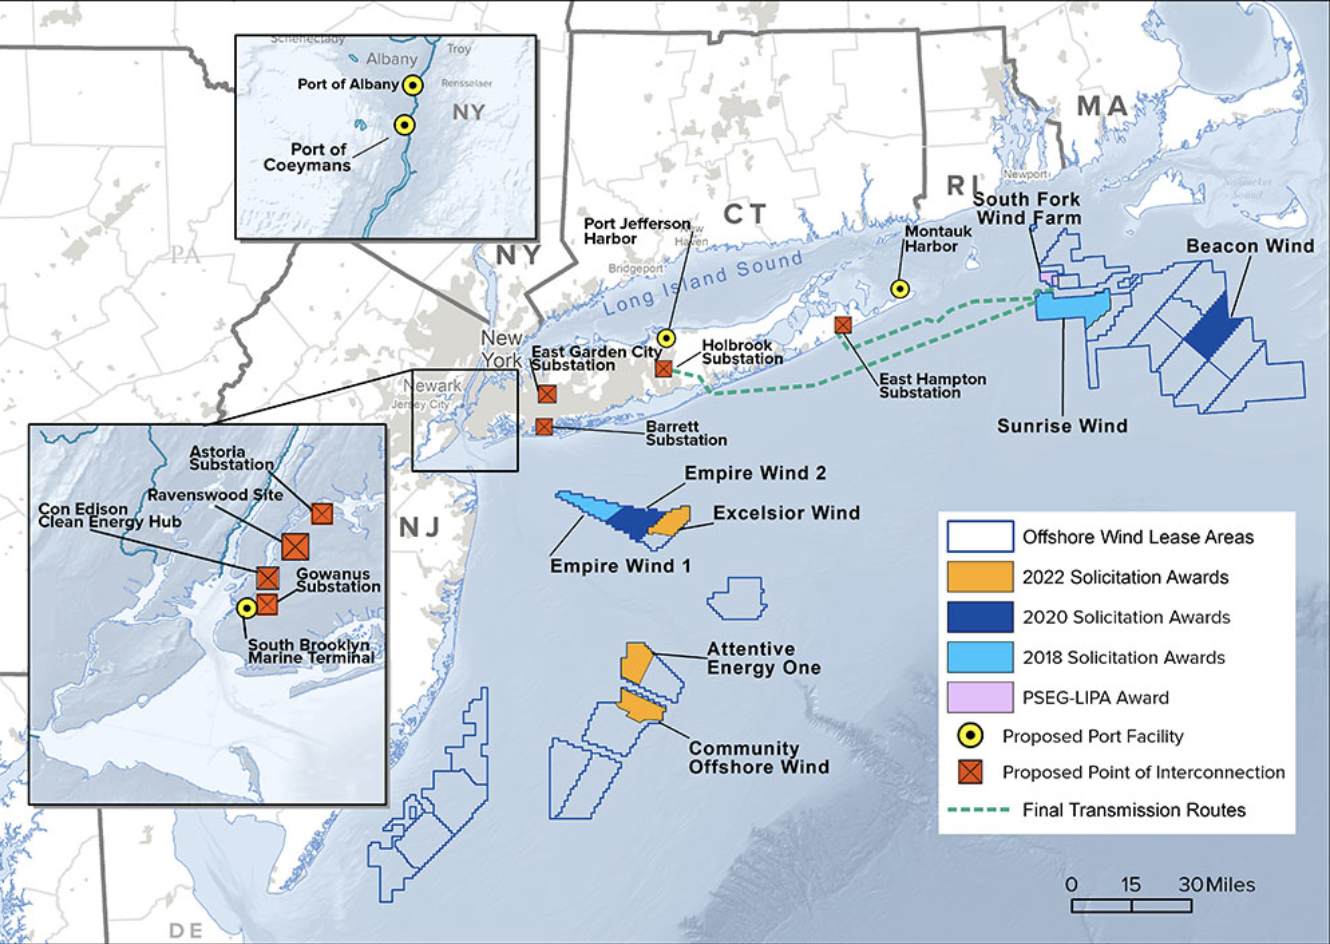 Schenectady
Albany
Troy
Port of Albany
Rensselaer
NY
Port of
Coeymans
MA
Newport
RI
South Fork
Wind Farm
PA
CT
Port Jefferson
Harbor
New
Haven
Montauk
Harbor
Beacon Wind
Nantucket
Sound
NY
Bridgeport
Long Island Sound
New
York
East Garden City
Substation
Holbrook
Substation
Newark
Jersey City
East Hampton
Substation
Barrett
Substation
Sunrise Wind
Astoria
Substation
Ravenswood Site
Con Edison
Clean Energy Hub
Gowanus
Substation
South Brooklyn
Marine Terminal
NJ
Empire Wind 2
Excelsior Wind
Empire Wind 1
Attentive
Energy One
Community
Offshore Wind
Offshore Wind Lease Areas
2022 Solicitation Awards
2020 Solicitation Awards
2018 Solicitation Awards
PSEG-LIPA Award
Proposed Port Facility
Proposed Point of Interconnection
Final Transmission Routes
0 15 30 Miles
DE